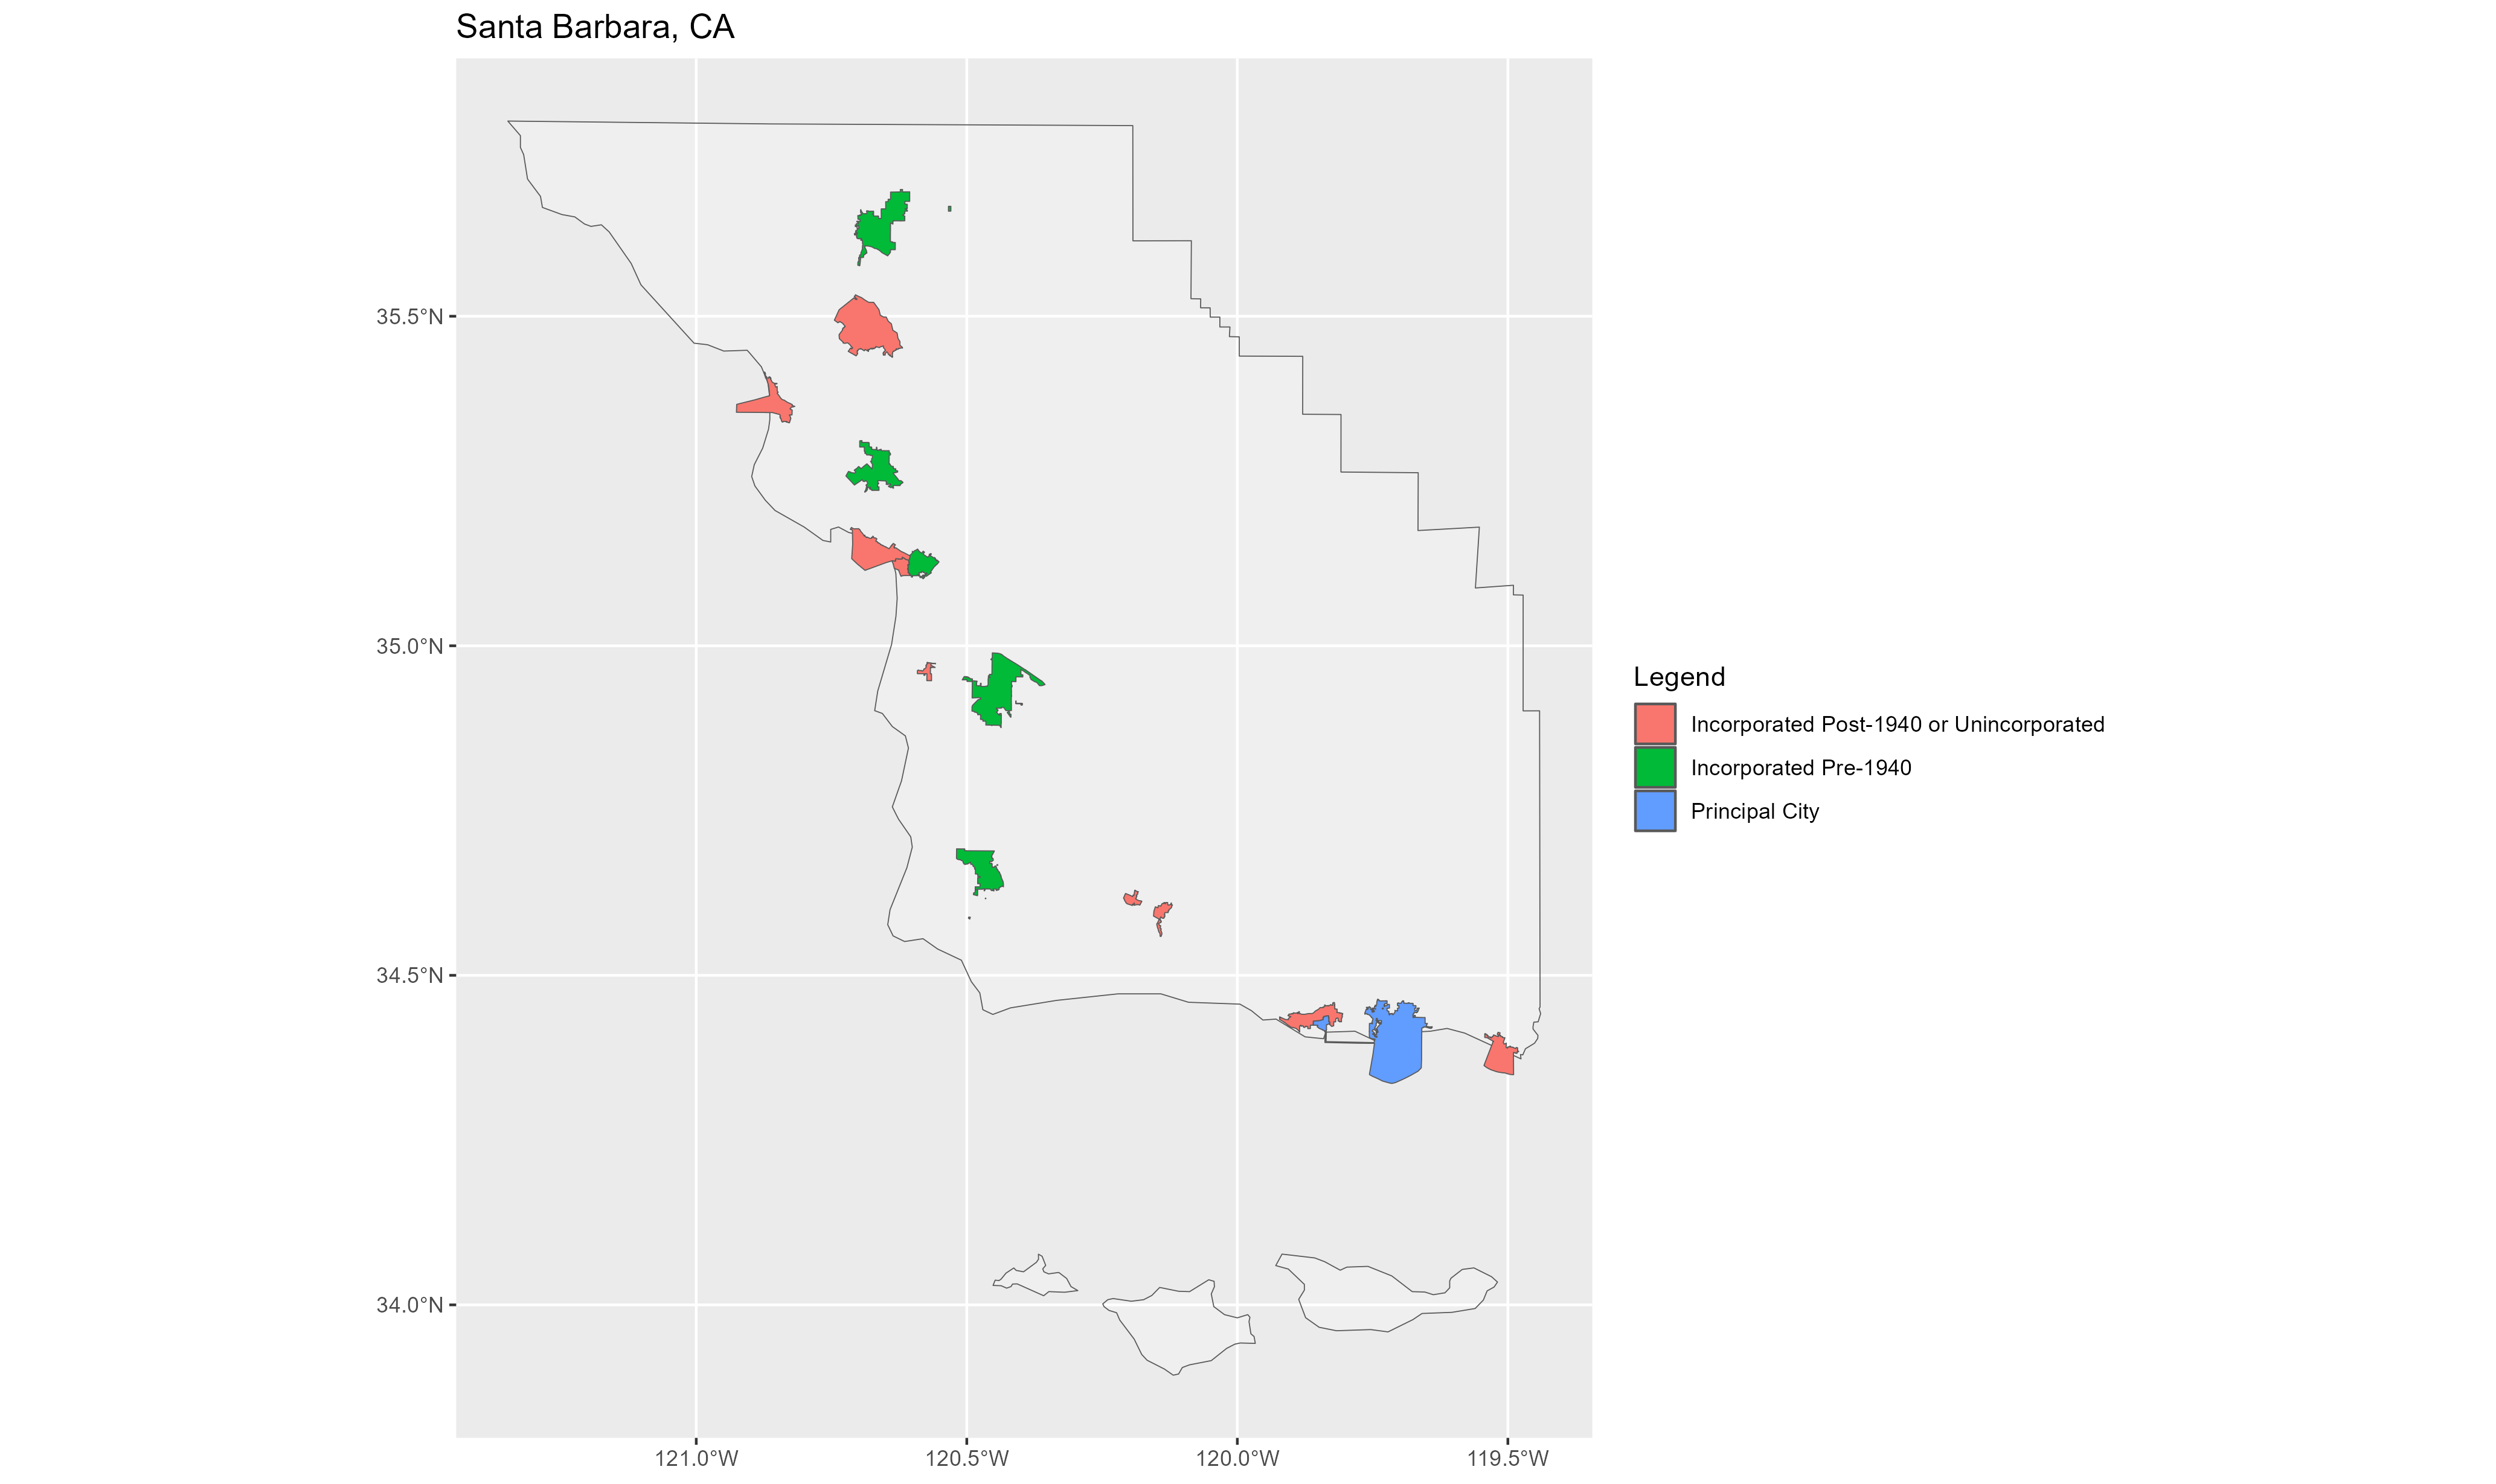 Santa Barbara, CA
35.5°N
35.0°N
34.5°N
34.0°N
121.0°W
120.5°W
120.0°W
119.5°W
Legend
Incorporated Post-1940 or Unincorporated
Incorporated Pre-1940
Principal City